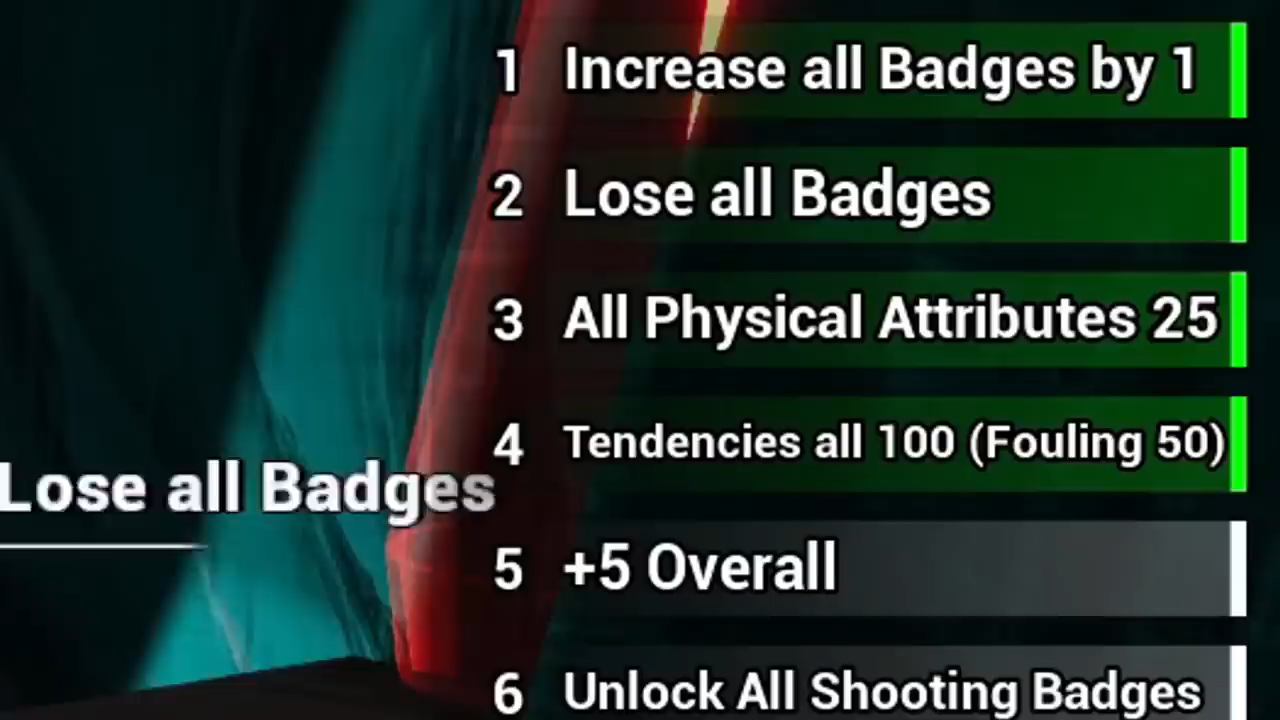 1 Increase all Badges by 1
2 Lose all Badges
3 All Physical Attributes 25
4 Tendencies all 100 (Fouling 50)
Lose all Badges
5 +5 Overall
6 Unlock All Shooting Badges